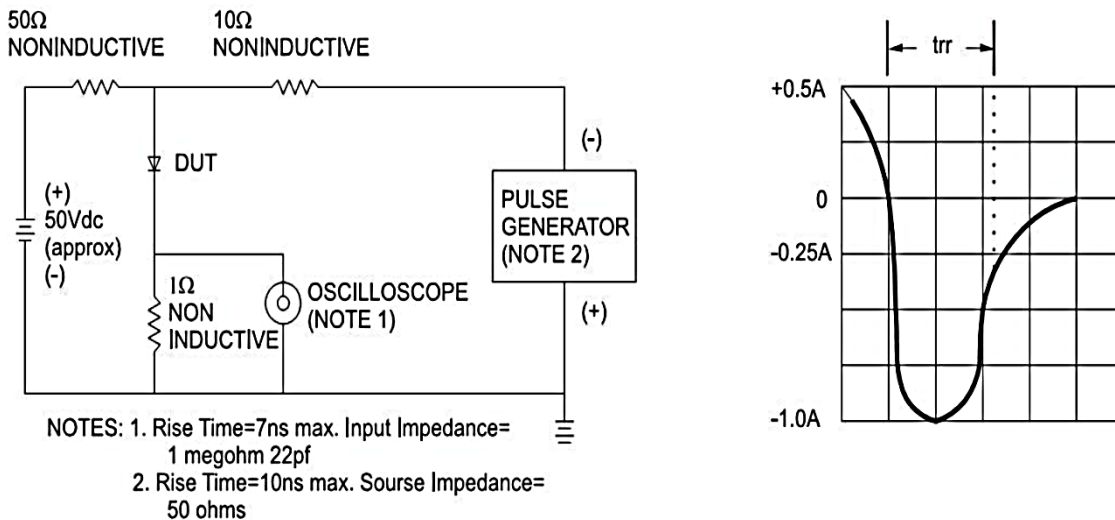 50Ω
NONINDUCTIVE
10Ω
NONINDUCTIVE
DUT
(+)
50Vdc
(approx)
(-)
1Ω
NON
INDUCTIVE
OSCILLOSCOPE
(NOTE 1)
(-)
PULSE
GENERATOR
(NOTE 2)
(+)
NOTES: 1. Rise Time=7ns max. Input Impedance=
1 megohm 22pf
2. Rise Time=10ns max. Sourse Impedance=
50 ohms
trr
+0.5A
0
-0.25A
-1.0A